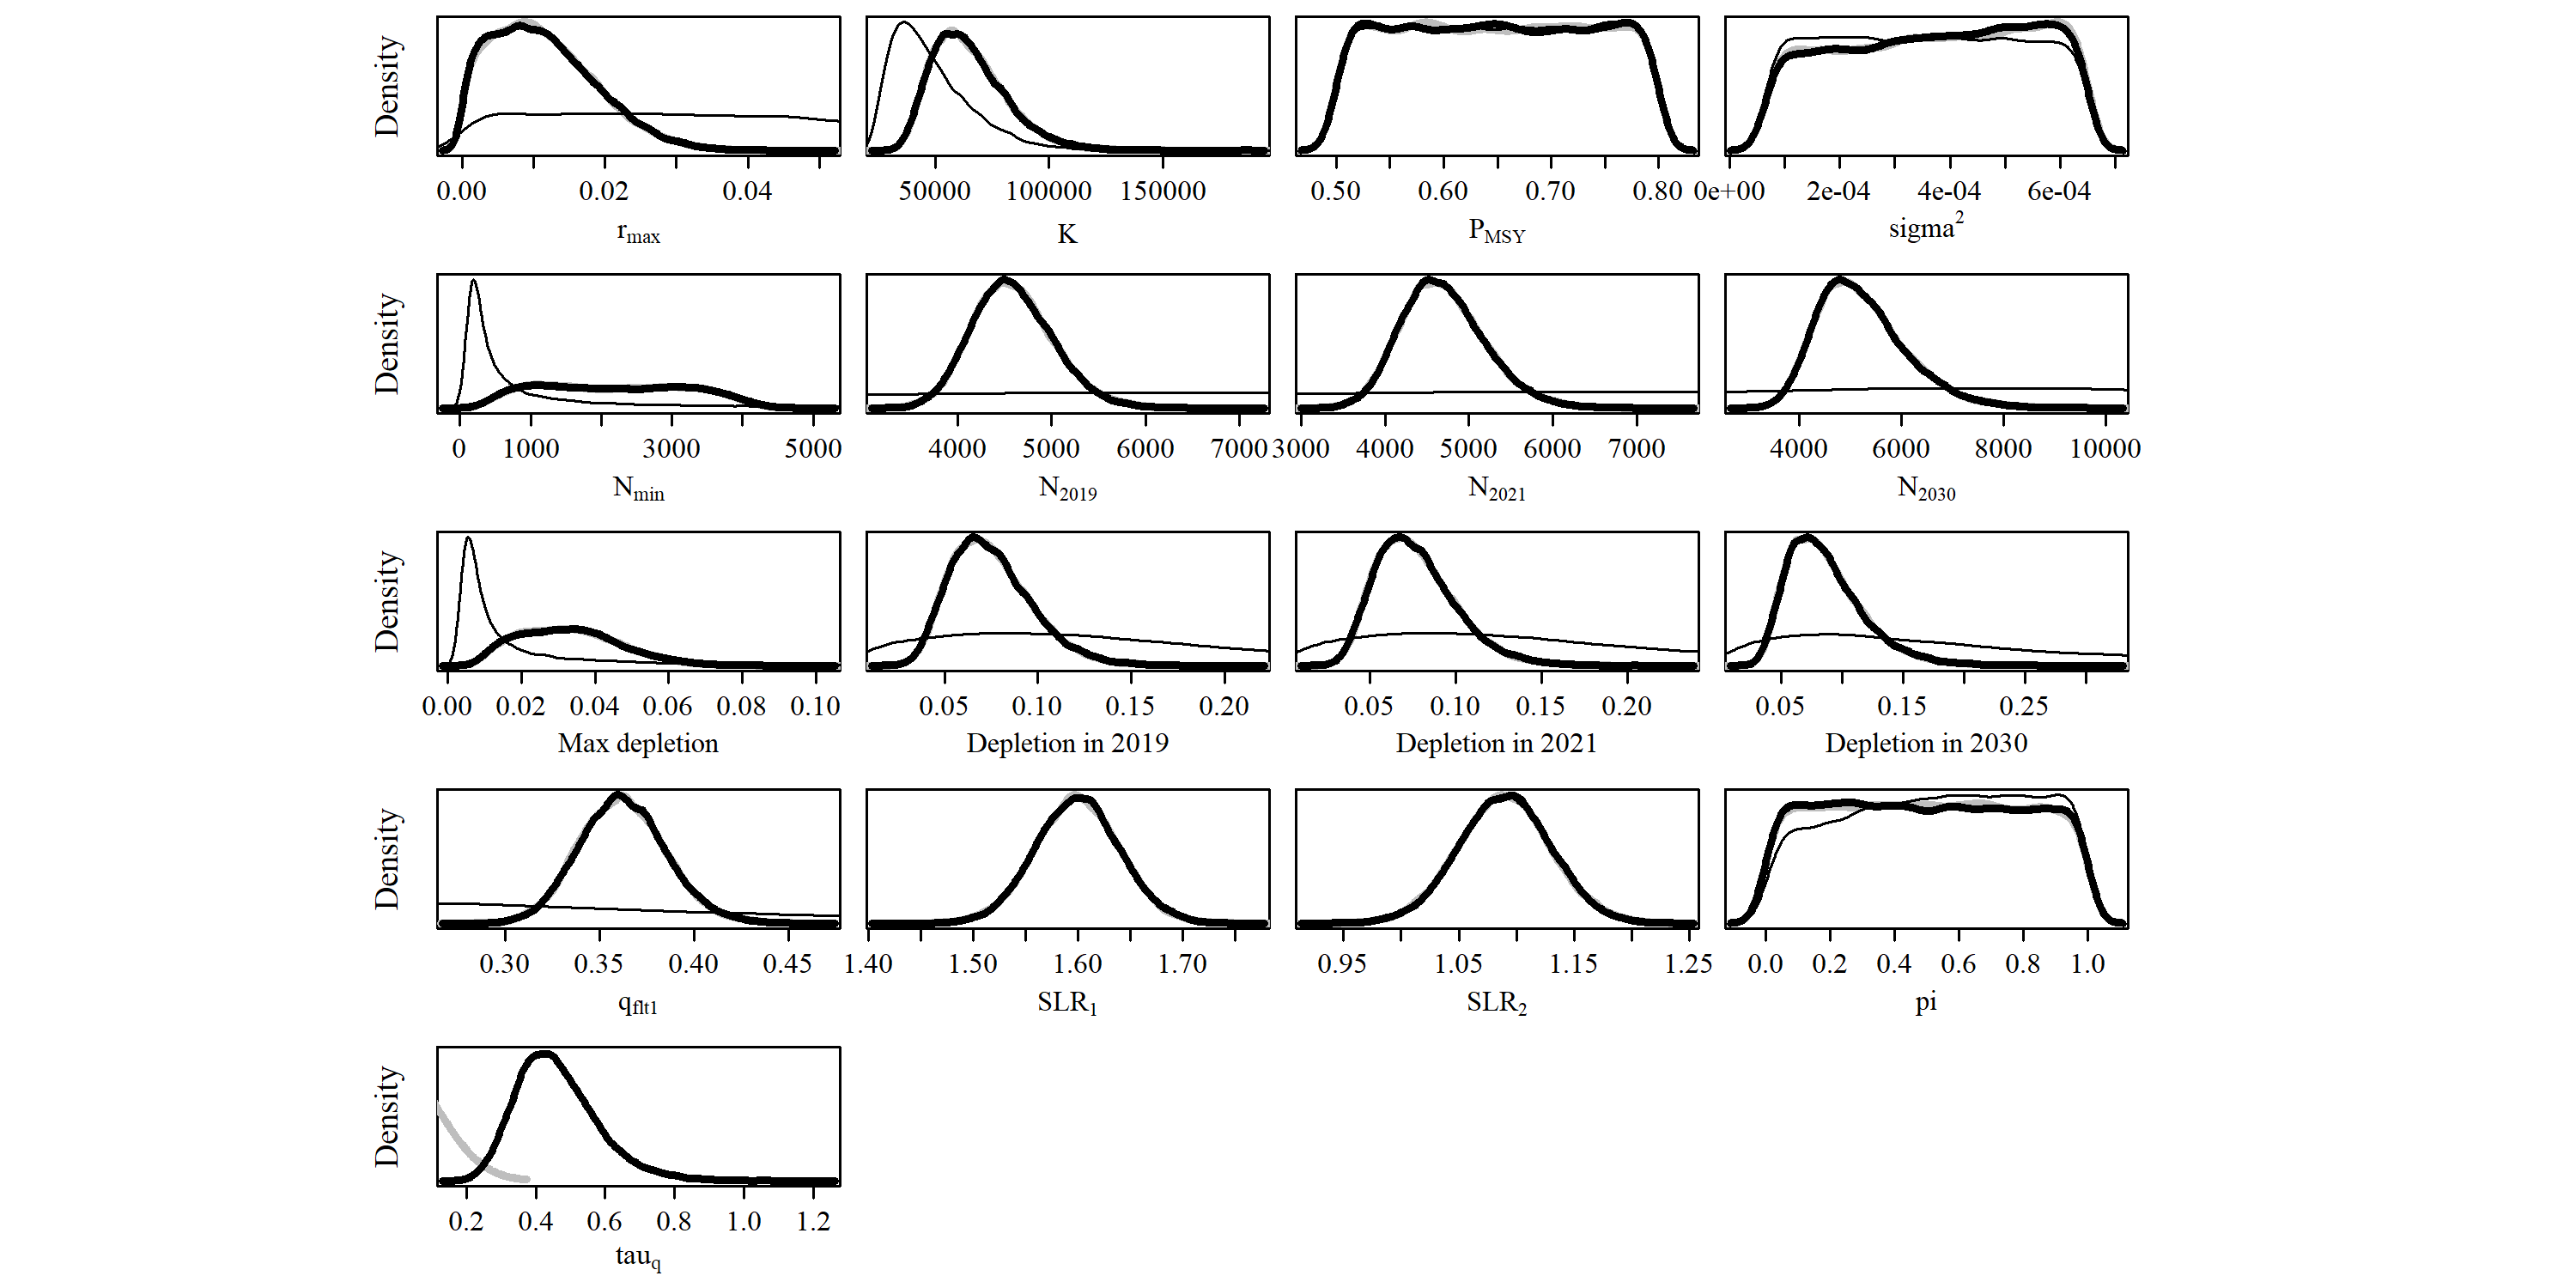 Density
0.00 0.02 0.04 50000 100000 150000 0.50 0.60 0.70 0.80 0e+00 2e-04 4e-04 6e-04
rmax K PMSY sigma2
Density
0 1000 3000 5000 4000 5000 6000 7000 3000 4000 5000 6000 7000 4000 6000 8000 10000
Nmin N2019 N2021 N2030
Density
0.00 0.02 0.04 0.06 0.08 0.10 0.05 0.10 0.15 0.20 0.05 0.10 0.15 0.20 0.05 0.15 0.25
Max depletion Depletion in 2019 Depletion in 2021 Depletion in 2030
Density
0.30 0.35 0.40 0.45 1.40 1.50 1.60 1.70 0.95 1.05 1.15 1.25 0.0 0.2 0.4 0.6 0.8 1.0
qflt1 SLR1 SLR2 pi
Density
0.2 0.4 0.6 0.8 1.0 1.2
tauq